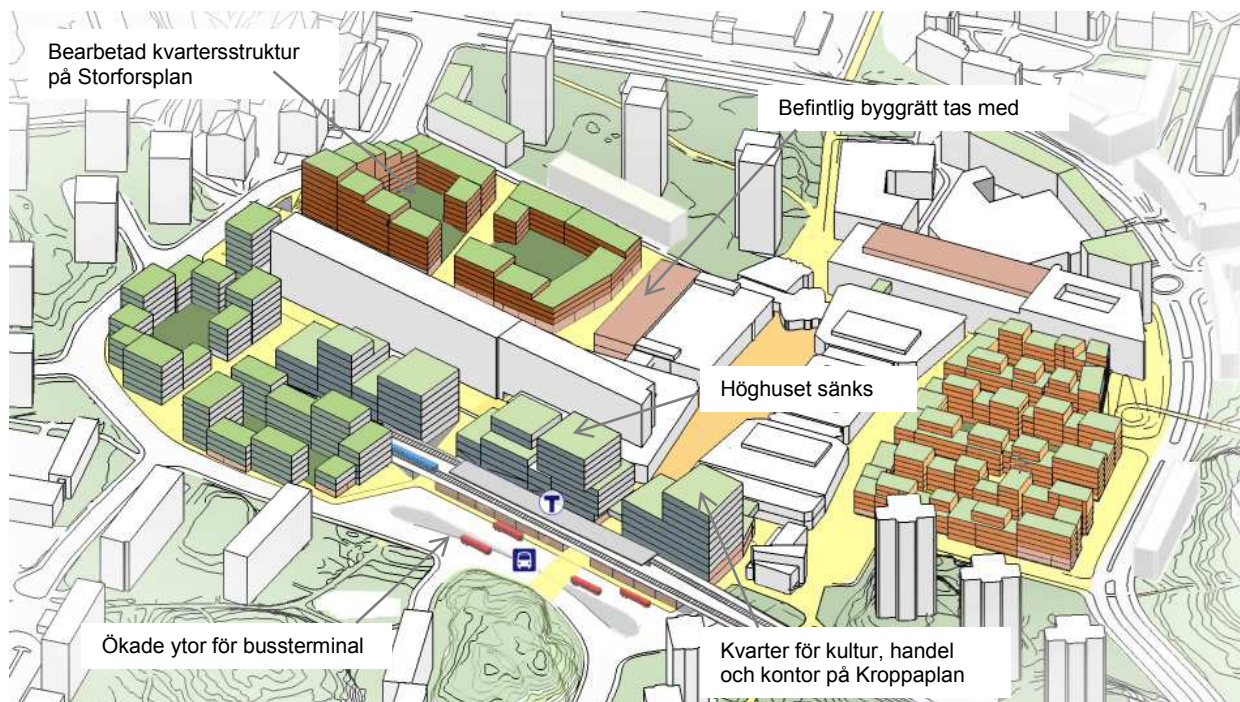 Bearbetad kvartersstruktur
på Storforsplan
Befintlig byggrätt tas med
Höghuset sänks
T
Ökade ytor för bussterminal
Kvarter för kultur, handel
och kontor på Kroppaplan